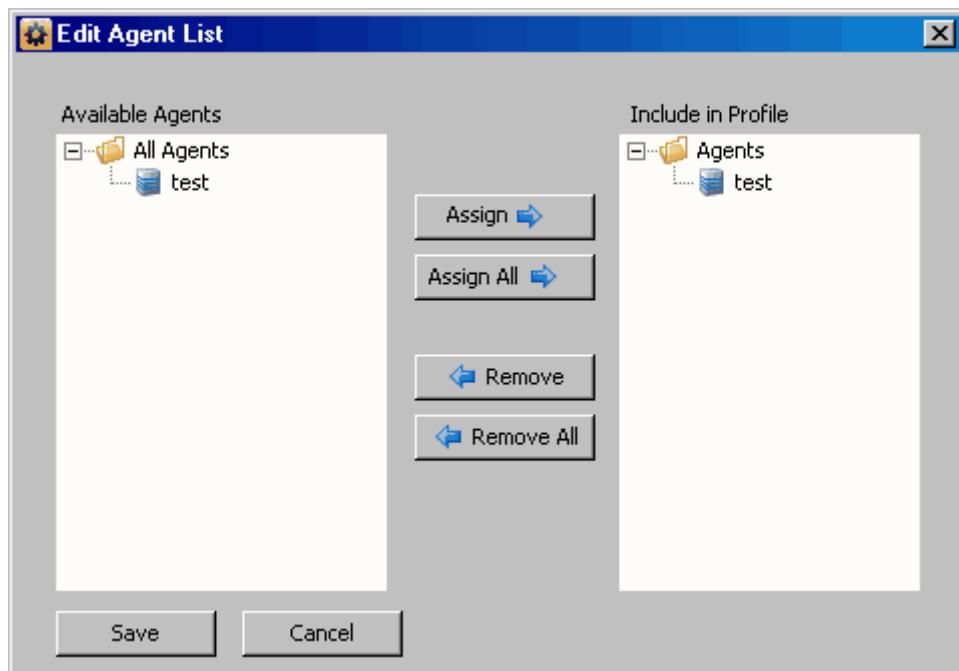 Edit Agent List
Available Agents
All Agents
test
Assign
Assign All
Remove
Remove All
Include in Profile
Agents
test
Save
Cancel